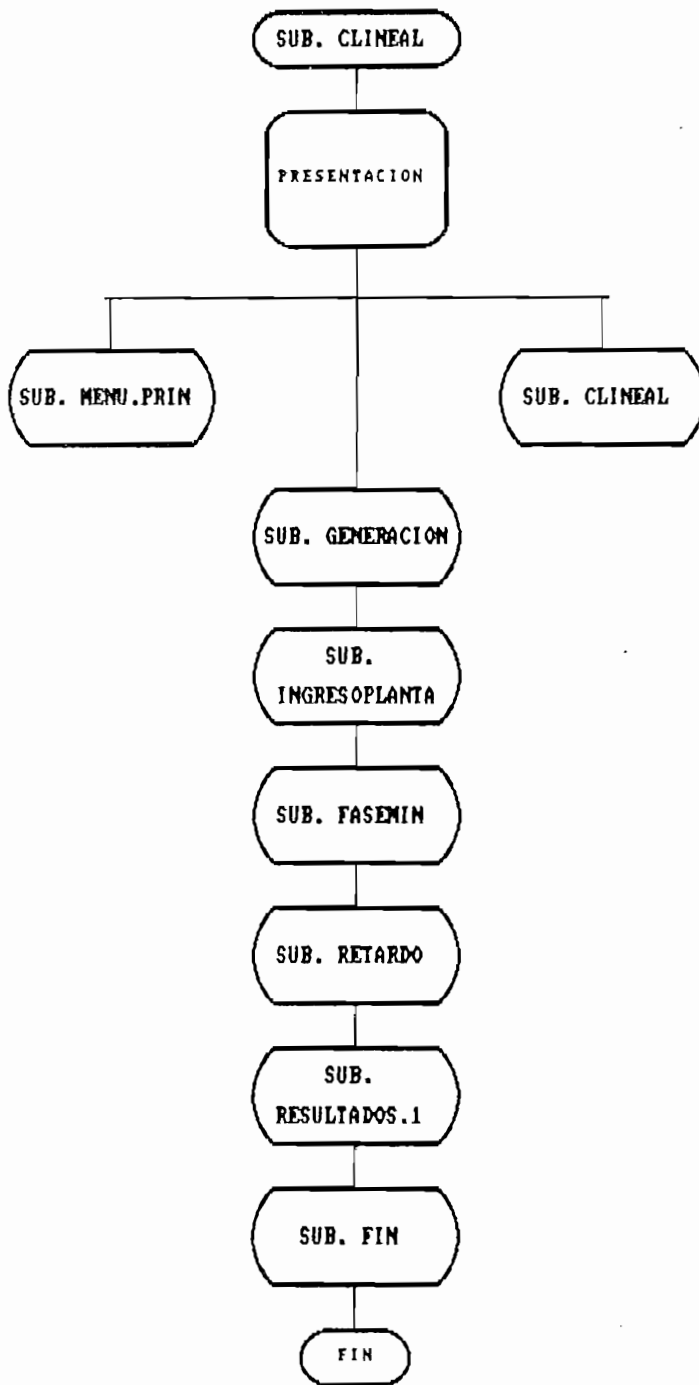 SUB. CLINEAL
PRESENTACION
SUB. MENU.PRIN
SUB. CLINEAL
SUB. GENERACION
SUB.
INGRESOPLANTA
SUB. FASEMIN
SUB. RETARDO
SUB.
RESULTADOS.1
SUB. FIN
FIN